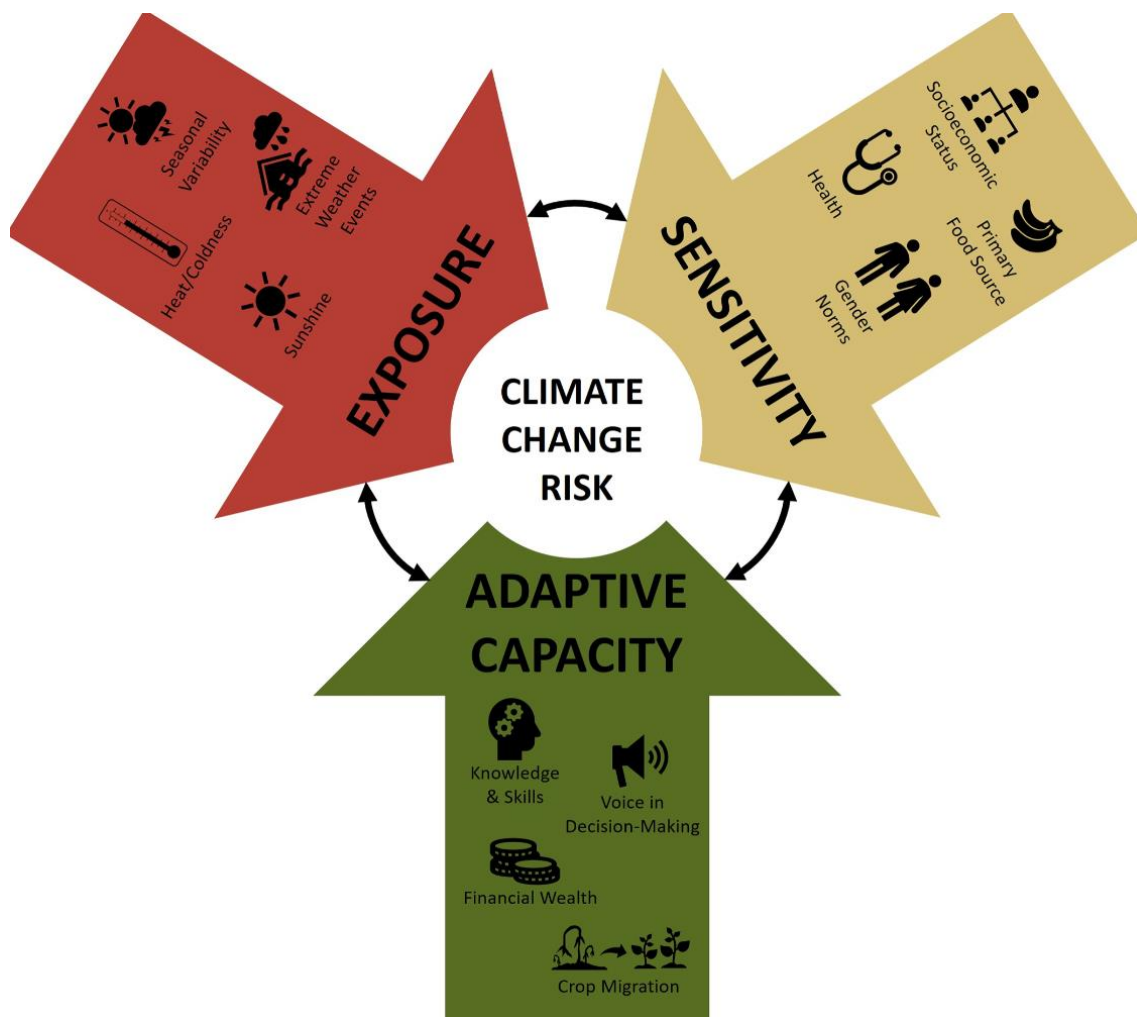 Seasonal
Variability
Extreme
Weather
Events
Heat/Coldness
Sunshine
EXPOSURE
Socioeconomic
Status
Health
Primary
Food Source
Gender
Norms
SENSITIVITY
CLIMATE
CHANGE
RISK
ADAPTIVE
CAPACITY
Knowledge
& Skills
Voice in
Decision-Making
Financial Wealth
Crop Migration